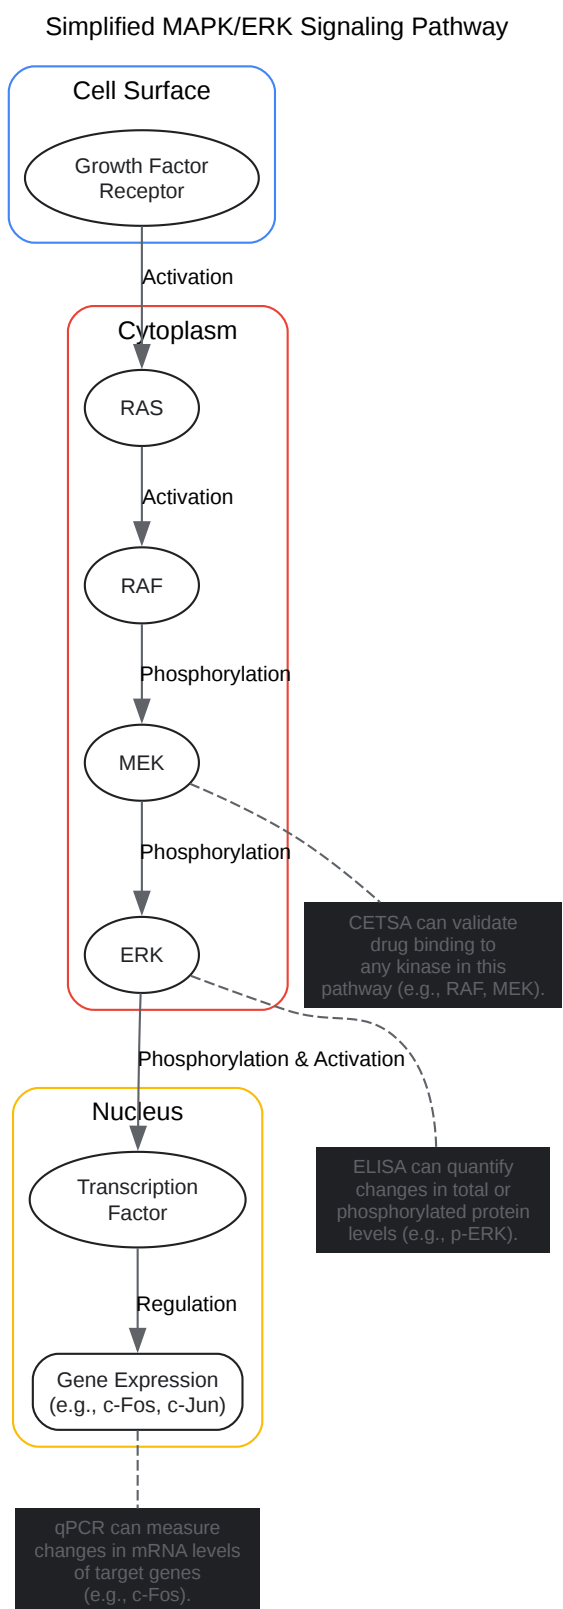 Simplified MAPK/ERK Signaling Pathway
Cell Surface
Growth Factor
Receptor
Activation
Cytoplasm
RAS
Activation
RAF
Phosphorylation
MEK
Phosphorylation
CETSA can validate
drug binding to
any kinase in this
pathway (e.g., RAF, MEK).
ERK
Phosphorylation & Activation
Nucleus
Transcription
Factor
ELISA can quantify
changes in total or
phosphorylated protein
levels (e.g., p-ERK).
Regulation
Gene Expression
(e.g., c-Fos, c-Jun)
qPCR can measure
changes in mRNA levels
of target genes
(e.g., c-Fos).